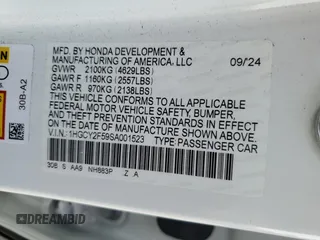 MFD. BY HONDA DEVELOPMENT &
MANUFACTURING OF AMERICA, LLC
GVWR 2100KG (4629LBS) 09/24
GAWR F 1160KG (2557LBS)
GAWR R 970KG (2138LBS)
THIS VEHICLE CONFORMS TO ALL APPLICABLE
FEDERAL MOTOR VEHICLE SAFETY, BUMPER,
AND THEFT PREVENTION STANDARDS IN EFFECT
ON THE DATE OF MANUFACTURE SHOWN ABOVE.
V.I.N.: 1HGCY2F59SA001523 TYPE: PASSENGER CAR
30B 5 AA9 NH883P Z A
30B-A2
DREAMBID